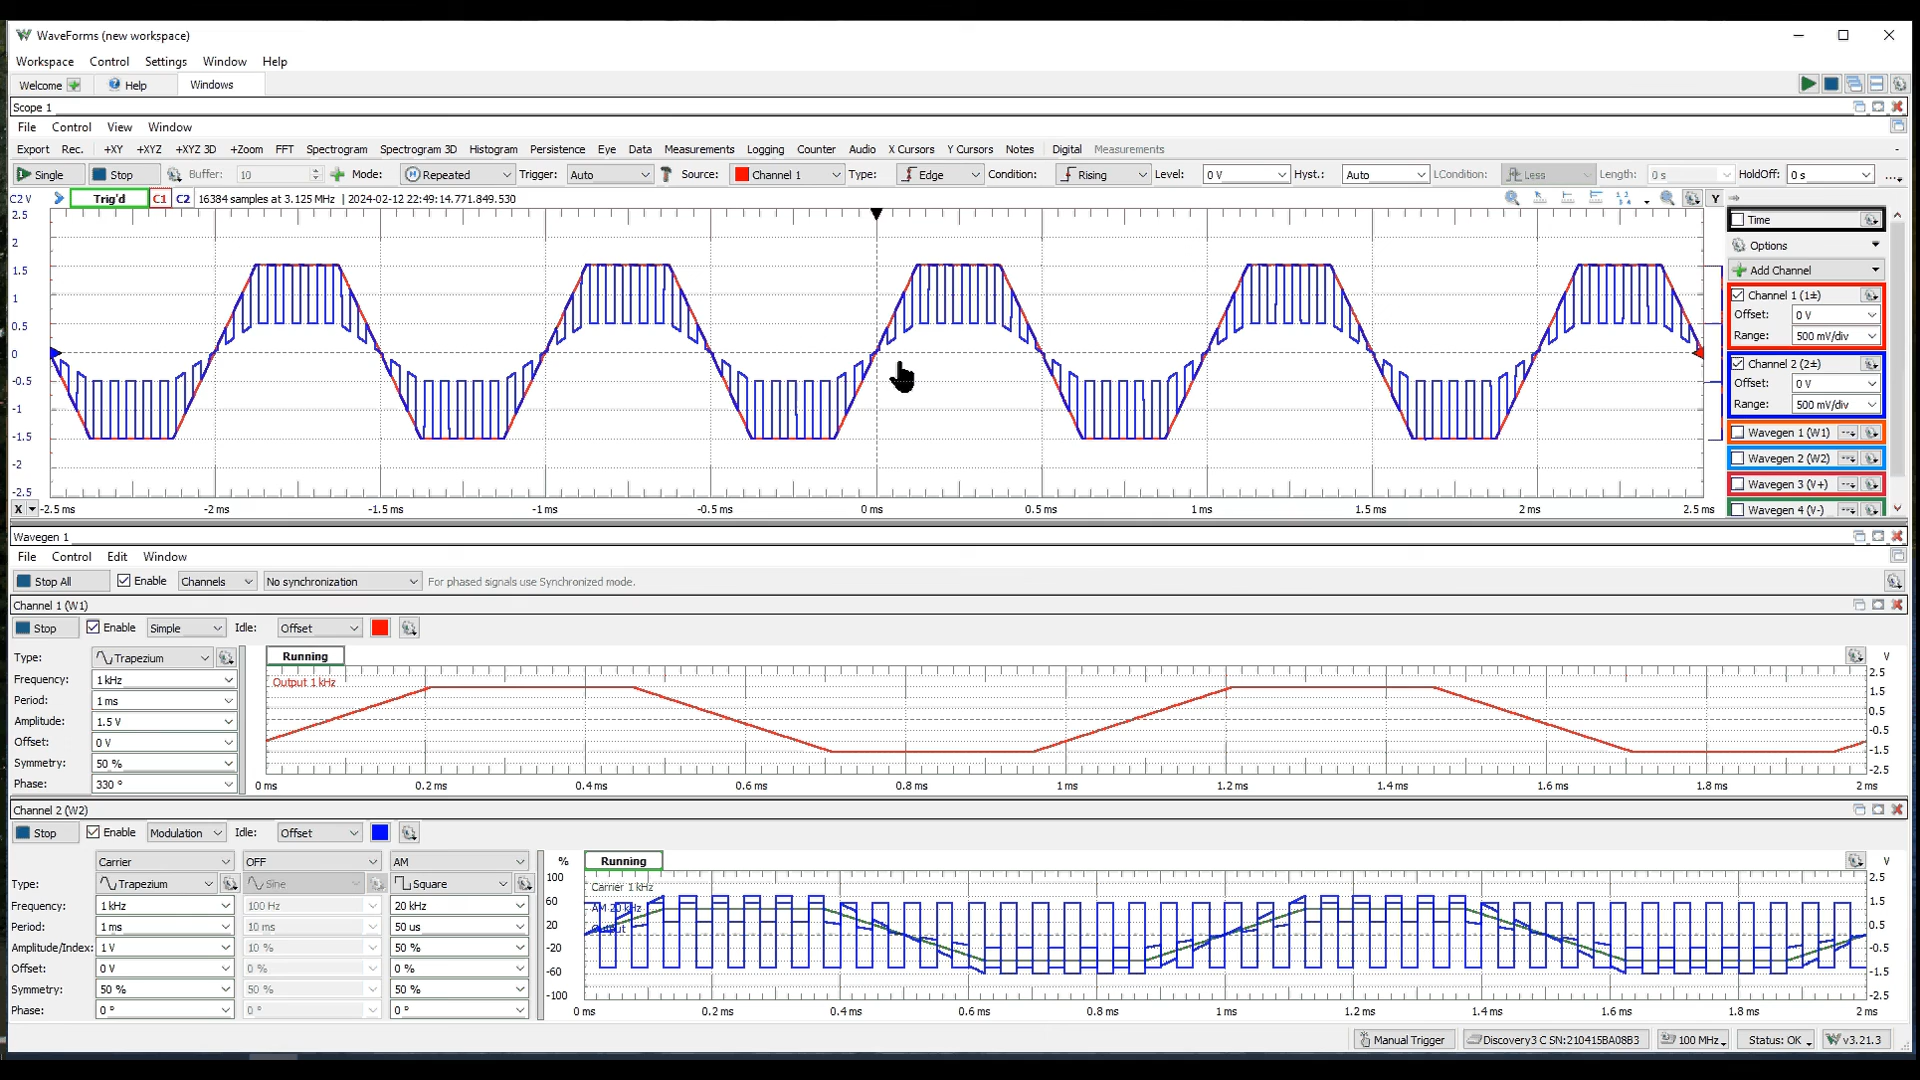 WaveForms (new workspace)
Workspace Control Settings Window Help
Welcome Help Windows
Scope 1
File Control View Window
Export Rec. +XY +XYZ +XYZ 3D +Zoom FFT Spectrogram Spectrogram 3D Histogram Persistence Eye Data Measurements Logging Counter Audio X Cursors Y Cursors Notes Digital Measurements
Single Stop Buffer: 10 Mode: Repeated Trigger: Auto Source: Channel 1 Type: Edge Condition: Rising Level: 0 V Hyst.: Auto LCondition: Less Length: 0 s HoldOff: 0 s
C2 V Trig'd C1 C2 16384 samples at 3.125 MHz | 2024-02-12 22:49:14.771.849.530 Y
2.5
2
1.5
1
0.5
0
-0.5
-1
-1.5
-2
-2.5
X -2.5 ms -2 ms -1.5 ms -1 ms -0.5 ms 0 ms 0.5 ms 1 ms 1.5 ms 2 ms 2.5 ms
Time
Options
Add Channel
Channel 1 (1±)
Offset: 0 V
Range: 500 mV/div
Channel 2 (2±)
Offset: 0 V
Range: 500 mV/div
Wavegen 1 (W1)
Wavegen 2 (W2)
Wavegen 3 (V+)
Wavegen 4 (V-)
Wavegen 1
File Control Edit Window
Stop All Enable Channels No synchronization For phased signals use Synchronized mode.
Channel 1 (W1)
Stop Enable Simple Idle: Offset
Type: Trapezium
Frequency: 1 kHz
Period: 1 ms
Amplitude: 1.5 V
Offset: 0 V
Symmetry: 50 %
Phase: 330 °
Running V
Output 1 kHz
2.5
1.5
0.5
-0.5
-1.5
-2.5
0 ms 0.2 ms 0.4 ms 0.6 ms 0.8 ms 1 ms 1.2 ms 1.4 ms 1.6 ms 1.8 ms 2 ms
Channel 2 (W2)
Stop Enable Modulation Idle: Offset
Carrier OFF AM
Type: Trapezium Sine Square
Frequency: 1 kHz 100 Hz 20 kHz
Period: 1 ms 10 ms 50 us
Amplitude/Index: 1 V 10 % 50 %
Offset: 0 V 0 % 0 %
Symmetry: 50 % 50 % 50 %
Phase: 0 ° 0 ° 0 °
% Running V
Carrier 1 kHz
AM 20 kHz
Output
100
60
20
-20
-60
-100
2.5
1.5
0.5
-0.5
-1.5
-2.5
0 ms 0.2 ms 0.4 ms 0.6 ms 0.8 ms 1 ms 1.2 ms 1.4 ms 1.6 ms 1.8 ms 2 ms
Manual Trigger Discovery3 C SN:210415BA08B3 100 MHz Status: OK v3.21.3